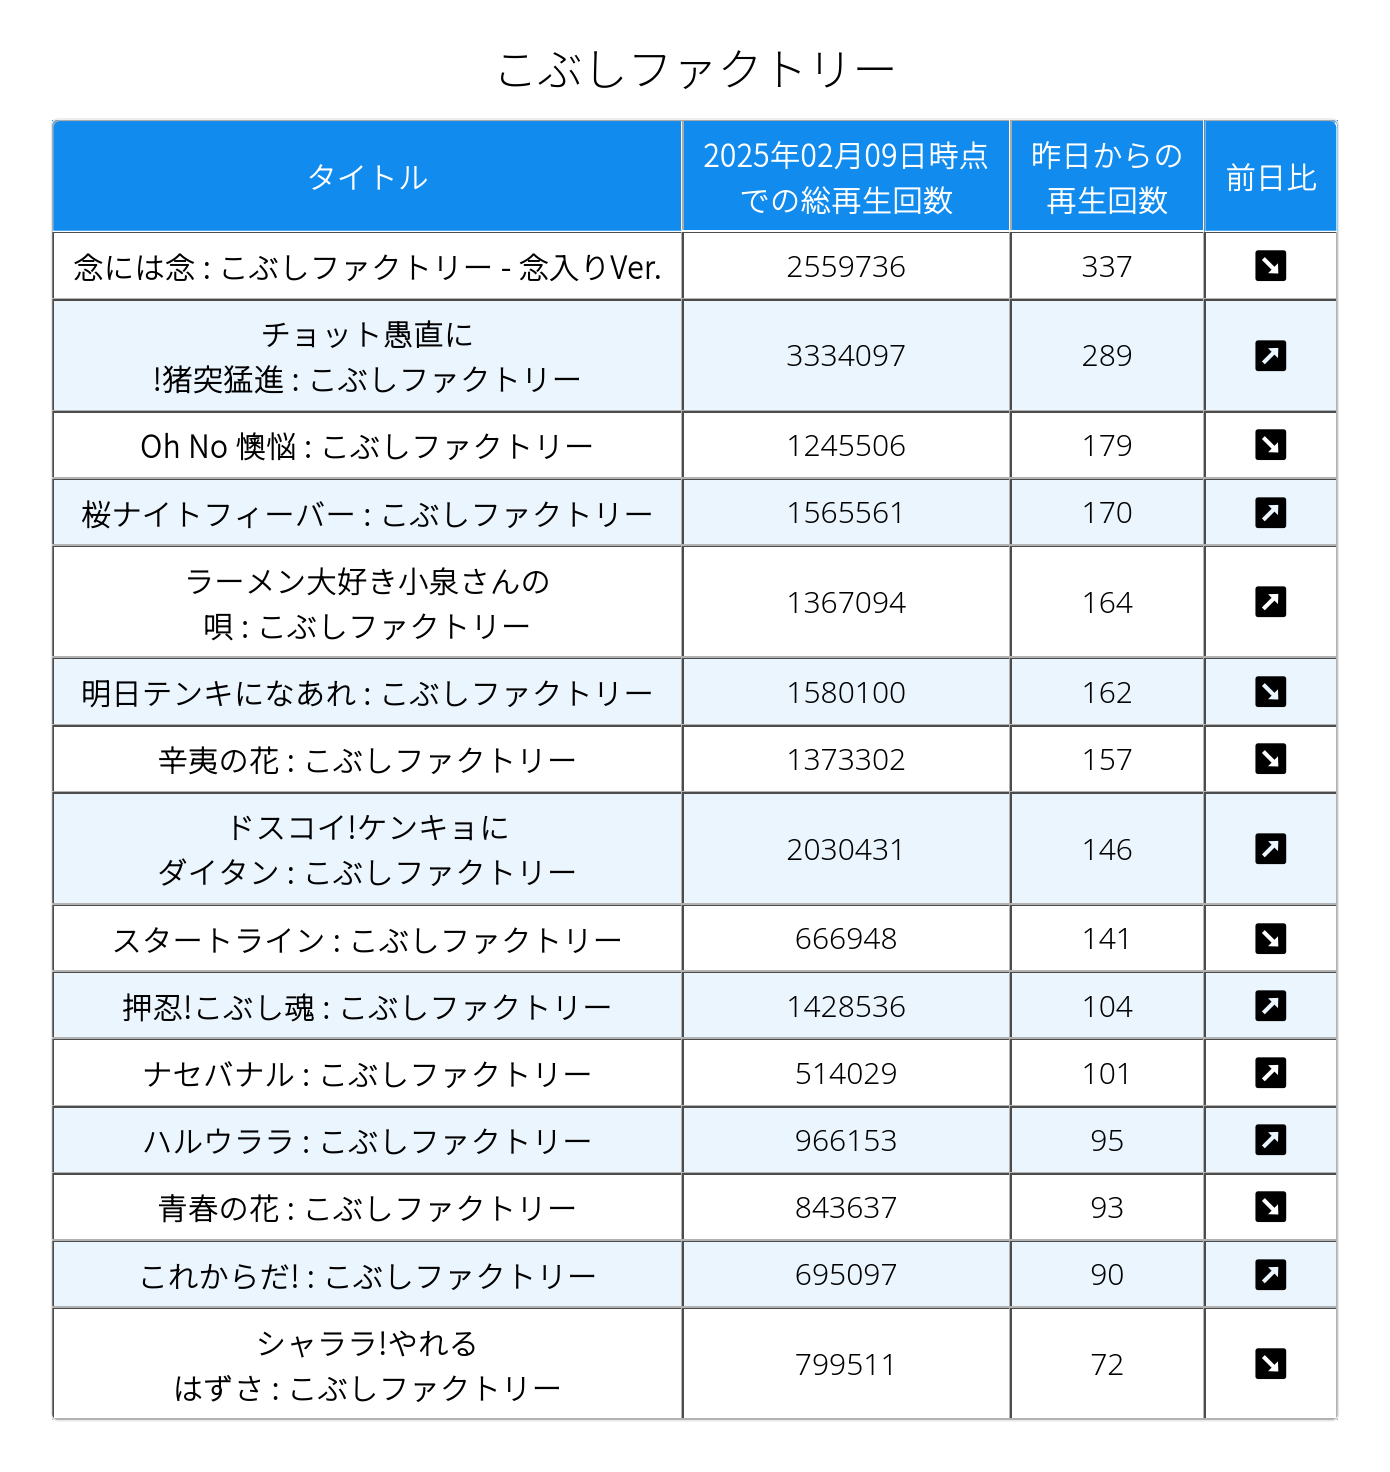 こぶしファクトリー
タイトル
2025年02月09日時点
での総再生回数
昨日からの
再生回数
前日比
念には念 : こぶしファクトリー - 念入りVer.
2559736
337
↘
チョット愚直に
!猪突猛進 : こぶしファクトリー
3334097
289
↗
Oh No 懊悩 : こぶしファクトリー
1245506
179
↘
桜ナイトフィーバー : こぶしファクトリー
1565561
170
↗
ラーメン大好き小泉さんの
唄 : こぶしファクトリー
1367094
164
↗
明日テンキになあれ : こぶしファクトリー
1580100
162
↘
辛夷の花 : こぶしファクトリー
1373302
157
↘
ドスコイ!ケンキョに
ダイタン : こぶしファクトリー
2030431
146
↗
スタートライン : こぶしファクトリー
666948
141
↘
押忍!こぶし魂 : こぶしファクトリー
1428536
104
↗
ナセバナル : こぶしファクトリー
514029
101
↗
ハルウララ : こぶしファクトリー
966153
95
↗
青春の花 : こぶしファクトリー
843637
93
↘
これからだ! : こぶしファクトリー
695097
90
↗
シャララ!やれる
はずさ : こぶしファクトリー
799511
72
↘